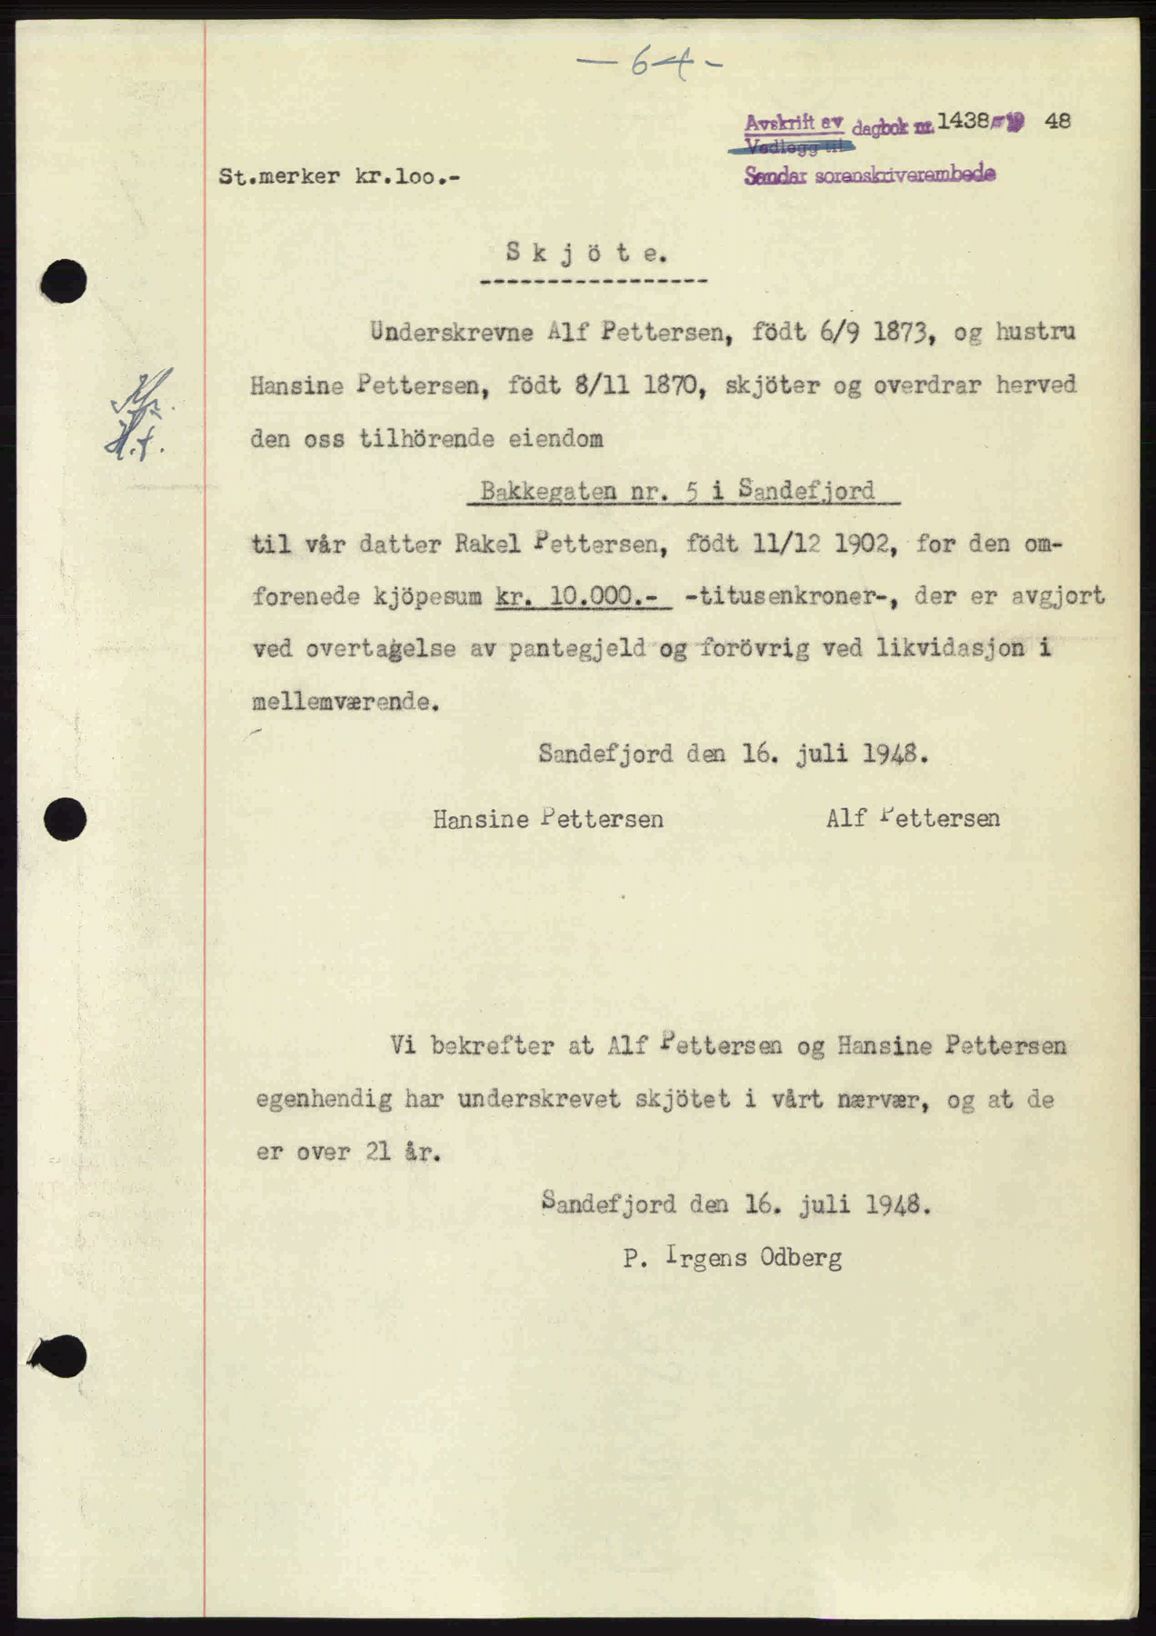 — 64 -
Avskrift av dagbok nr. 1438 - 19 48
Vedlegg til
St.merker kr.loo.-
Sandar sorenskriverembede
Skjöte.
-----------------
Underskrevne Alf Pettersen, födt 6/9 1873, og hustru
Hansine Pettersen, födt 8/11 1870, skjöter og overdrar herved
den oss tilhörende eiendom
Bakkegaten nr. 5 i Sandefjord
til vår datter Rakel Pettersen, födt 11/12 1902, for den om-
forenede kjöpesum kr. 10.000.- -titusenkroner-, der er avgjort
ved overtagelse av pantegjeld og forövrig ved likvidasjon i
mellemværende.
Sandefjord den 16. juli 1948.
Hansine Pettersen Alf Pettersen
Vi bekrefter at Alf Pettersen og Hansine Pettersen
egenhendig har underskrevet skjötet i vårt nærvær, og at de
er over 21 år.
Sandefjord den 16. juli 1948.
P. Irgens Odberg